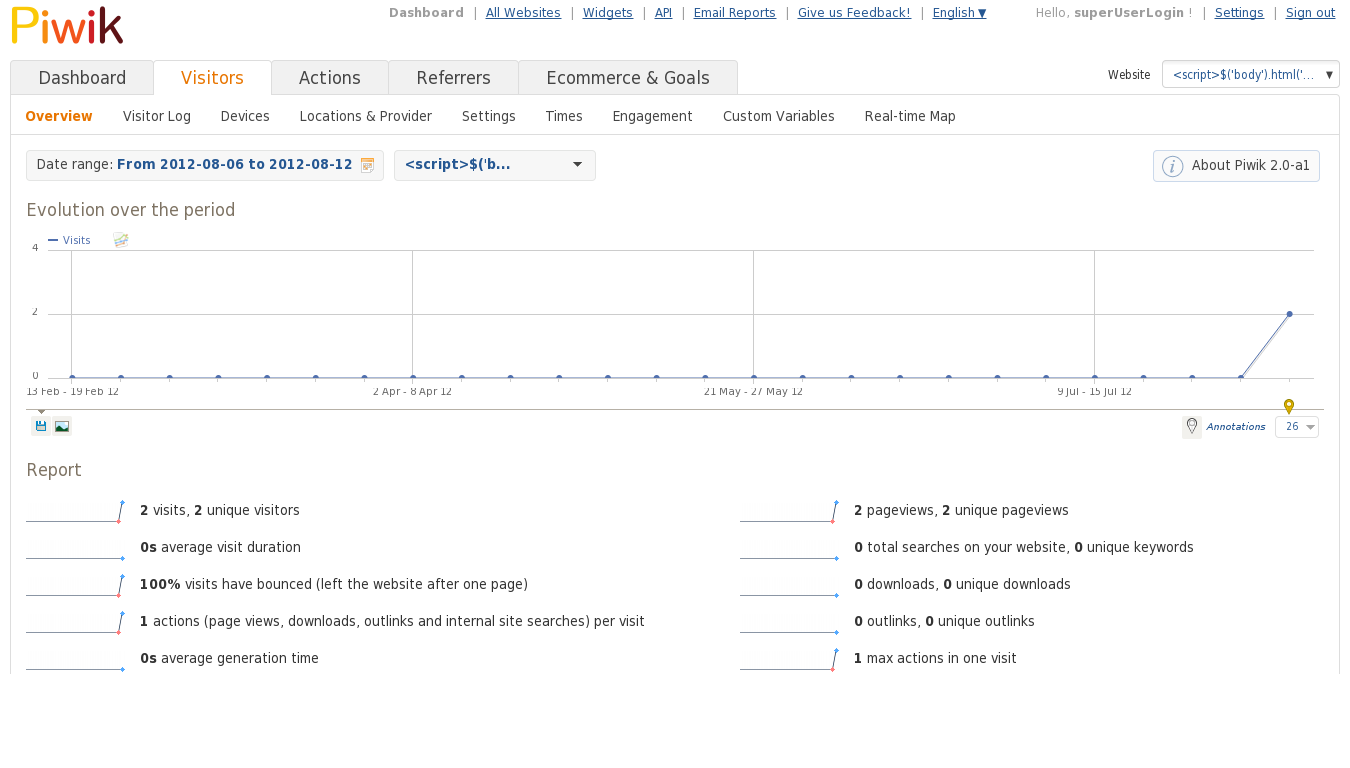 Piwik
Dashboard | All Websites | Widgets | API | Email Reports | Give us Feedback! | English ▼
Hello, superUserLogin ! | Settings | Sign out
Dashboard Visitors Actions Referrers Ecommerce & Goals
Website <script>$('body').html('... ▼
Overview Visitor Log Devices Locations & Provider Settings Times Engagement Custom Variables Real-time Map
Date range: From 2012-08-06 to 2012-08-12
<script>$('b...
About Piwik 2.0-a1
Evolution over the period
Visits
4
2
0
13 Feb - 19 Feb 12 2 Apr - 8 Apr 12 21 May - 27 May 12 9 Jul - 15 Jul 12
Annotations 26
Report
2 visits, 2 unique visitors
0s average visit duration
100% visits have bounced (left the website after one page)
1 actions (page views, downloads, outlinks and internal site searches) per visit
0s average generation time
2 pageviews, 2 unique pageviews
0 total searches on your website, 0 unique keywords
0 downloads, 0 unique downloads
0 outlinks, 0 unique outlinks
1 max actions in one visit